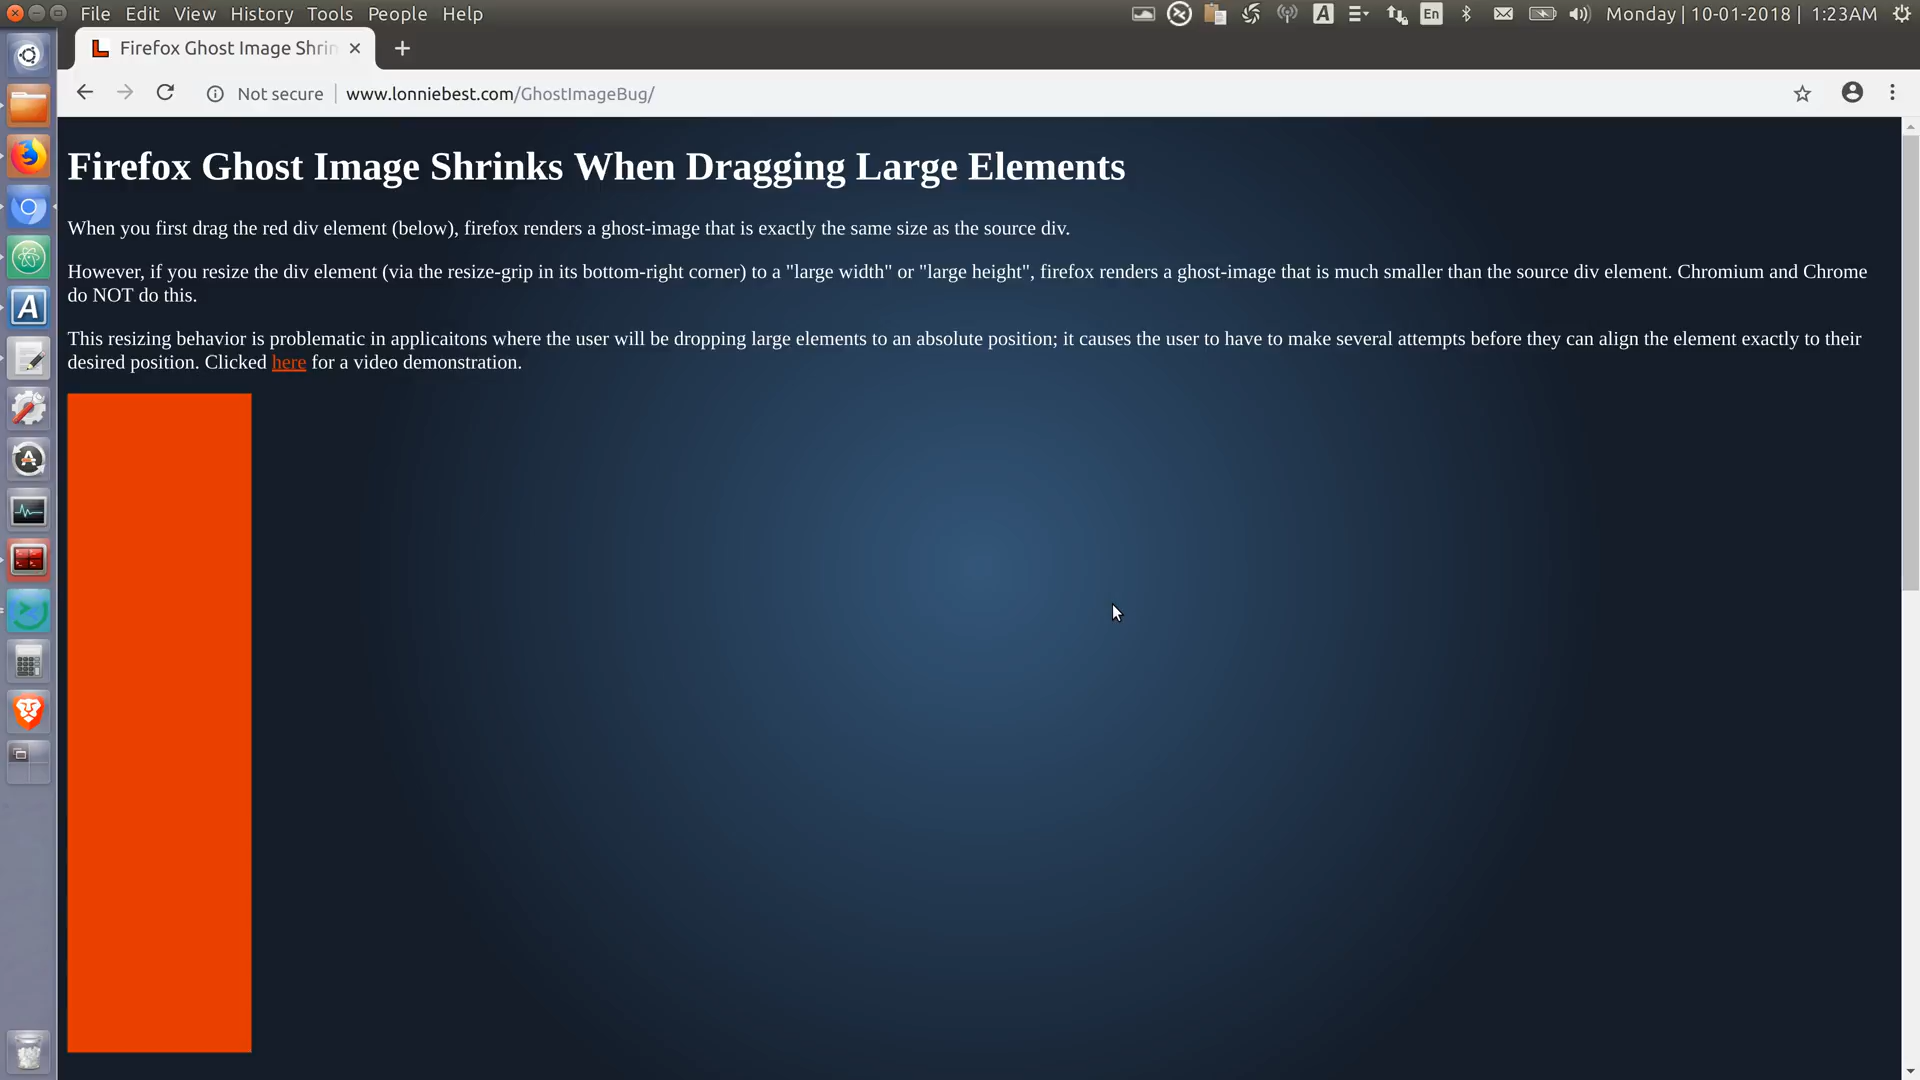 File Edit View History Tools People Help
En Monday | 10-01-2018 | 1:23AM
Firefox Ghost Image Shrin
Not secure www.lonniebest.com/GhostImageBug/
Firefox Ghost Image Shrinks When Dragging Large Elements
When you first drag the red div element (below), firefox renders a ghost-image that is exactly the same size as the source div.
However, if you resize the div element (via the resize-grip in its bottom-right corner) to a "large width" or "large height", firefox renders a ghost-image that is much smaller than the source div element. Chromium and Chrome
do NOT do this.
This resizing behavior is problematic in applicaitons where the user will be dropping large elements to an absolute position; it causes the user to have to make several attempts before they can align the element exactly to their
desired position. Clicked here for a video demonstration.